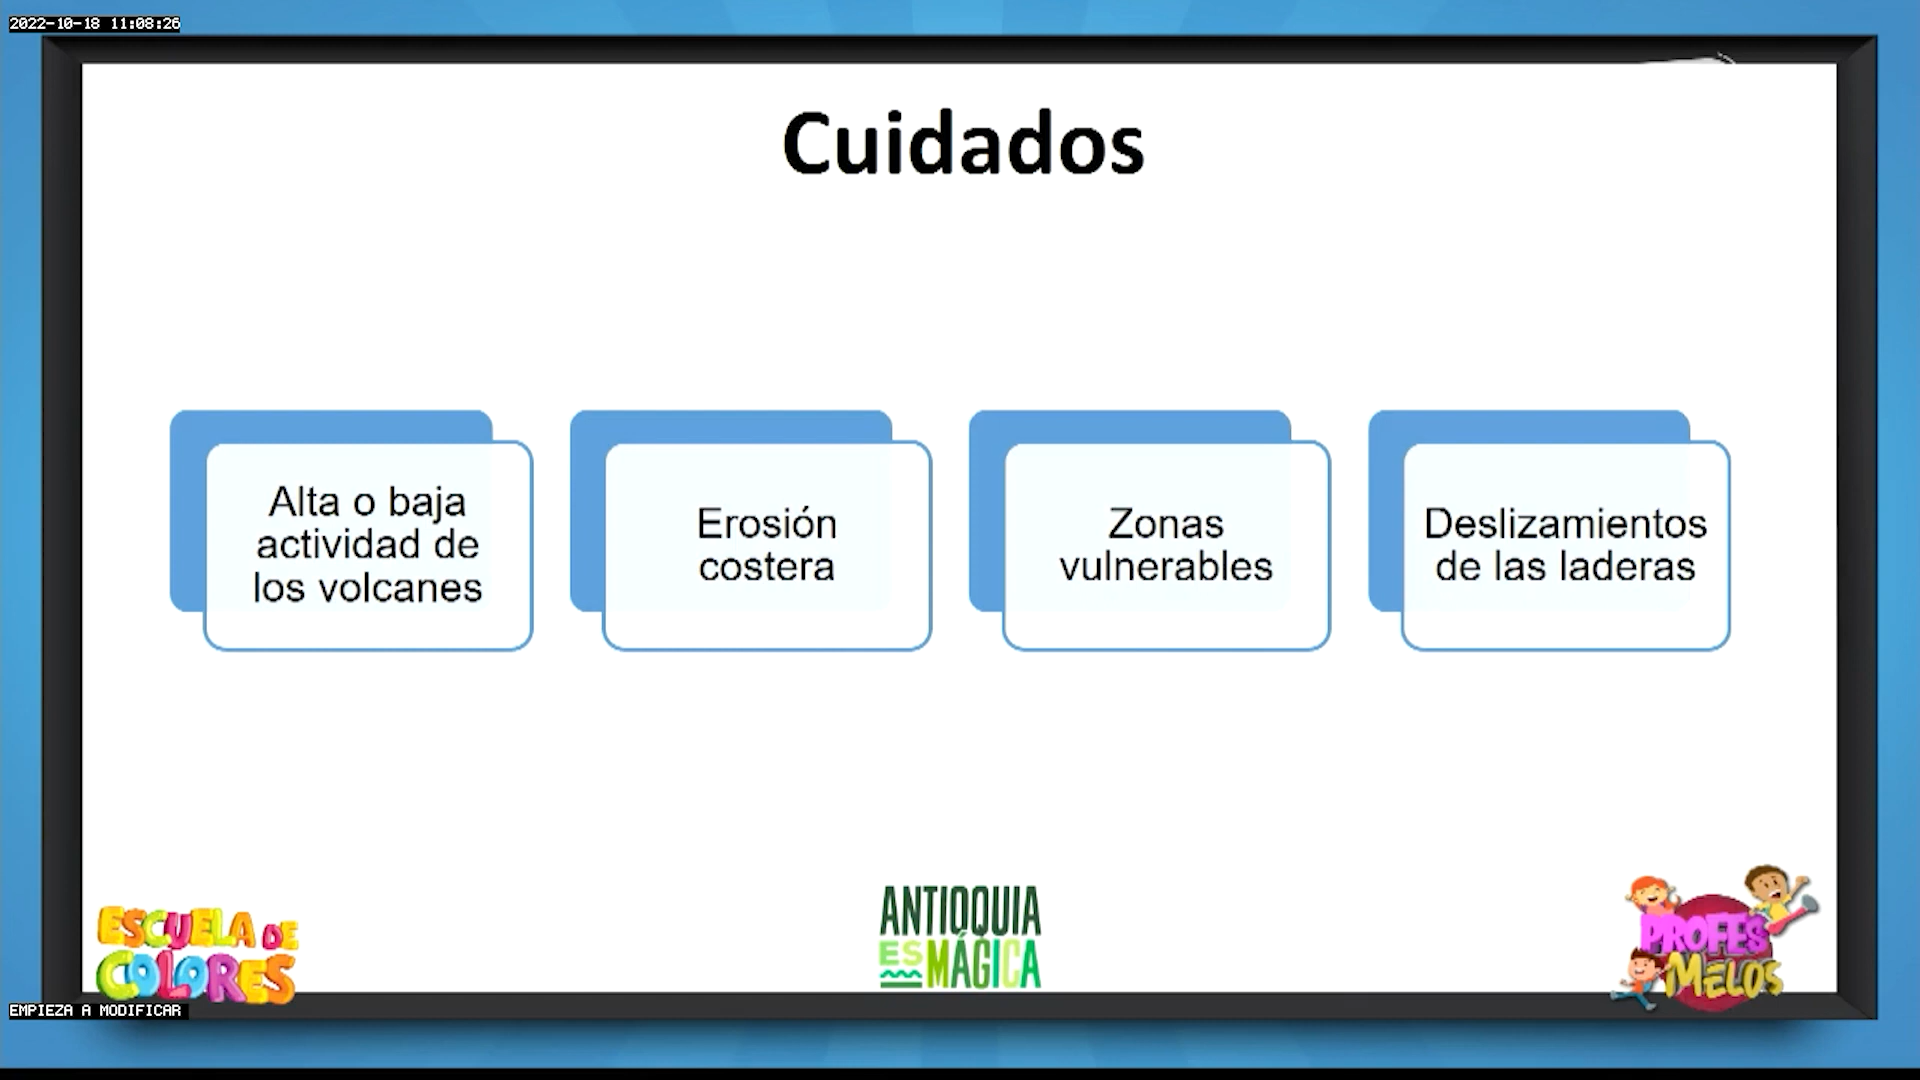 2022-10-18 11:08:26
Cuidados
Alta o baja
actividad de
los volcanes
Erosión
costera
Zonas
vulnerables
Deslizamientos
de las laderas
ESCUELA DE
COLORES
ANTIOQUIA
ES MÁGICA
PROFES
MELOS
EMPIEZA A MODIFICAR